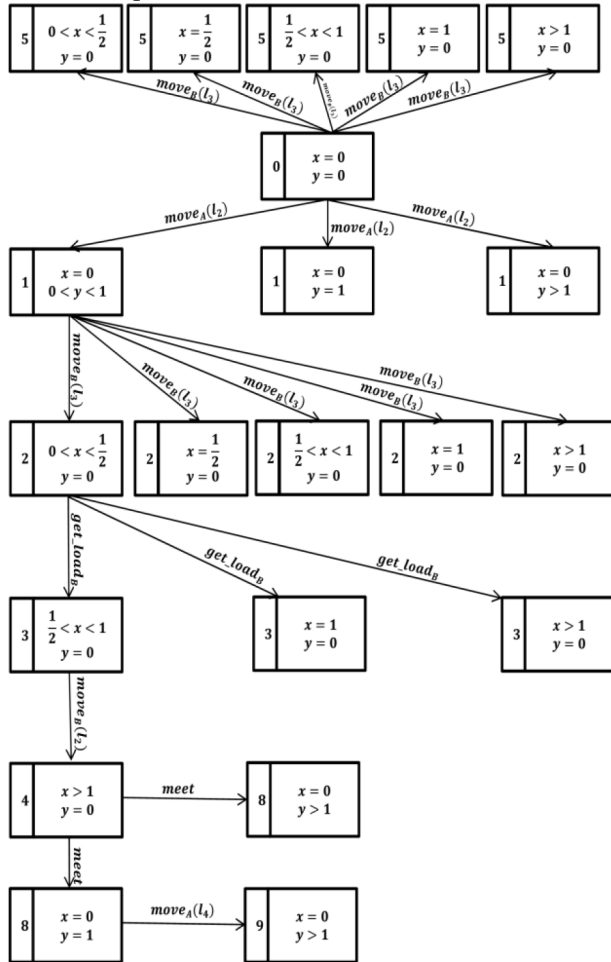 5 0 < x < 1/2 y = 0
5 x = 1/2 y = 0
5 1/2 < x < 1 y = 0
5 x = 1 y = 0
5 x > 1 y = 0
move_B(l_3)
move_B(l_3)
move_B(l_3)
move_B(l_3)
0 x = 0 y = 0
move_A(l_2)
move_A(l_2)
move_A(l_2)
1 x = 0 0 < y < 1
1 x = 0 y = 1
1 x = 0 y > 1
move_B(l_3)
move_B(l_3)
move_B(l_3)
move_B(l_3)
move_B(l_3)
2 0 < x < 1/2 y = 0
2 x = 1/2 y = 0
2 1/2 < x < 1 y = 0
2 x = 1 y = 0
2 x > 1 y = 0
get_load_B
get_load_B
get_load_B
3 1/2 < x < 1 y = 0
3 x = 1 y = 0
3 x > 1 y = 0
move_B(l_2)
4 x > 1 y = 0
meet
8 x = 0 y > 1
meet
8 x = 0 y = 1
move_A(l_4)
9 x = 0 y > 1